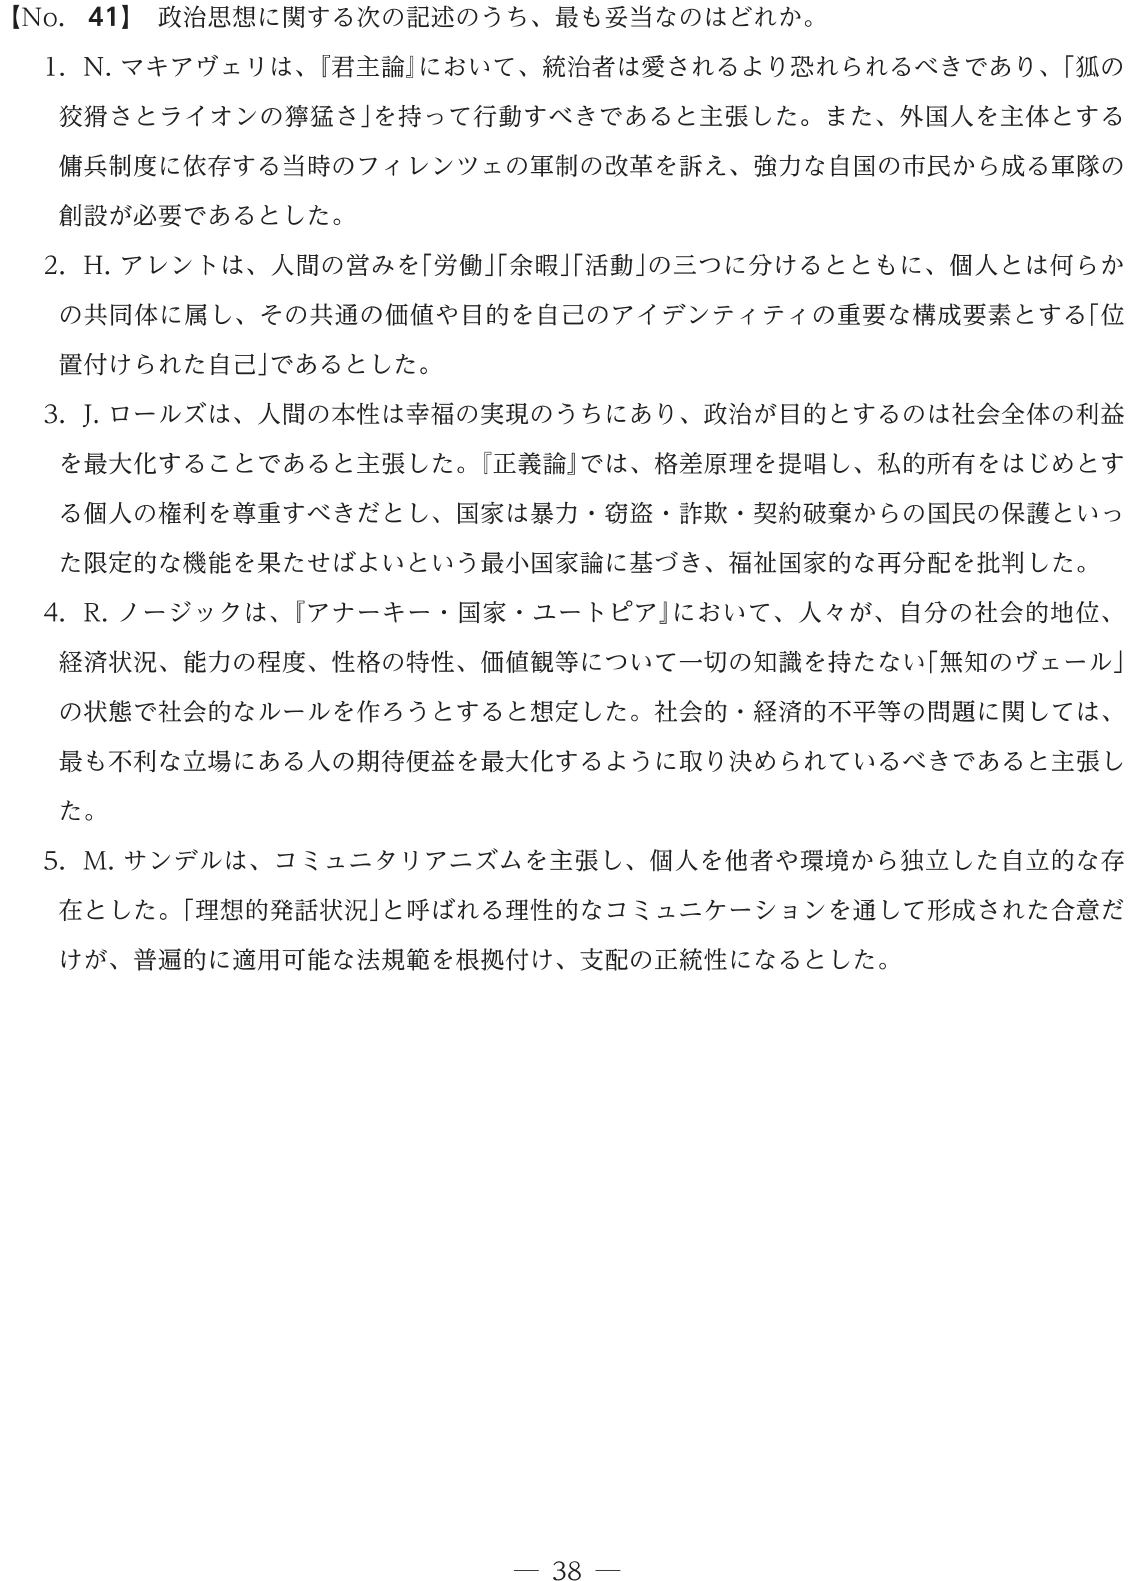 【No. 41】 政治思想に関する次の記述のうち、最も妥当なのはどれか。
1. N. マキアヴェリは、『君主論』において、統治者は愛されるより恐れられるべきであり、「狐の
狡猾さとライオンの獰猛さ」を持って行動すべきであると主張した。また、外国人を主体とする
傭兵制度に依存する当時のフィレンツェの軍制の改革を訴え、強力な自国の市民から成る軍隊の
創設が必要であるとした。
2. H. アレントは、人間の営みを「労働」「余暇」「活動」の三つに分けるとともに、個人とは何らか
の共同体に属し、その共通の価値や目的を自己のアイデンティティの重要な構成要素とする「位
置付けられた自己」であるとした。
3. J. ロールズは、人間の本性は幸福の実現のうちにあり、政治が目的とするのは社会全体の利益
を最大化することであると主張した。『正義論』では、格差原理を提唱し、私的所有をはじめとす
る個人の権利を尊重すべきだとし、国家は暴力・窃盗・詐欺・契約破棄からの国民の保護といっ
た限定的な機能を果たせばよいという最小国家論に基づき、福祉国家的な再分配を批判した。
4. R. ノージックは、『アナーキー・国家・ユートピア』において、人々が、自分の社会的地位、
経済状況、能力の程度、性格の特性、価値観等について一切の知識を持たない「無知のヴェール」
の状態で社会的なルールを作ろうとすると想定した。社会的・経済的不平等の問題に関しては、
最も不利な立場にある人の期待便益を最大化するように取り決められているべきであると主張し
た。
5. M. サンデルは、コミュニタリアニズムを主張し、個人を他者や環境から独立した自立的な存
在とした。「理想的発話状況」と呼ばれる理性的なコミュニケーションを通して形成された合意だ
けが、普遍的に適用可能な法規範を根拠付け、支配の正統性になるとした。
— 38 —